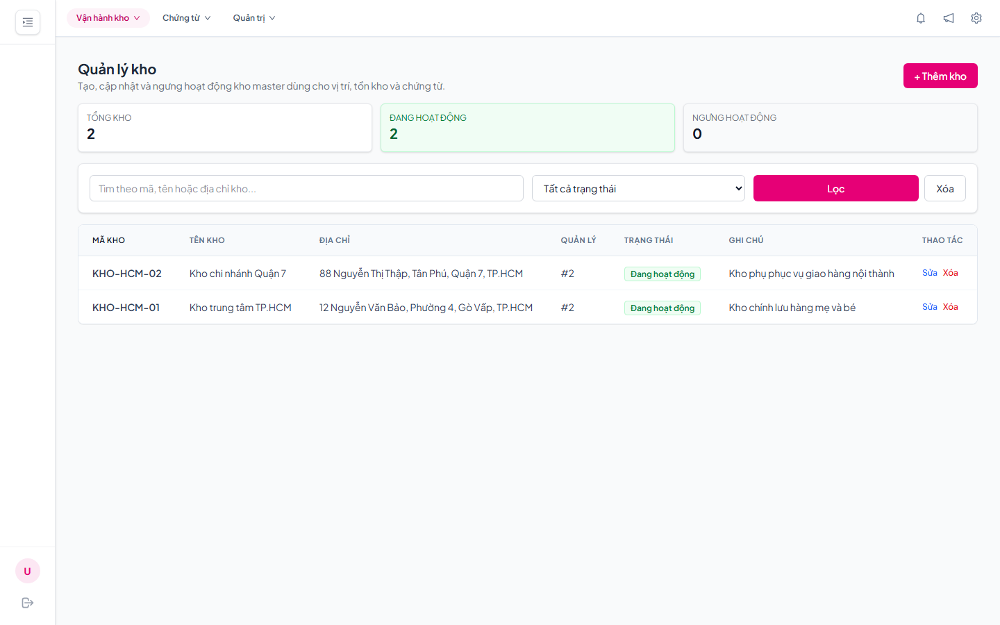 Vận hành kho
Chứng từ
Quản trị
Quản lý kho
Tạo, cập nhật và ngưng hoạt động kho master dùng cho vị trí, tồn kho và chứng từ.
+ Thêm kho
TỔNG KHO
2
ĐANG HOẠT ĐỘNG
2
NGƯNG HOẠT ĐỘNG
0
Tìm theo mã, tên hoặc địa chỉ kho...
Tất cả trạng thái
Lọc
Xóa
MÃ KHO TÊN KHO ĐỊA CHỈ QUẢN LÝ TRẠNG THÁI GHI CHÚ THAO TÁC
KHO-HCM-02 Kho chi nhánh Quận 7 88 Nguyễn Thị Thập, Tân Phú, Quận 7, TP.HCM #2 Đang hoạt động Kho phụ phục vụ giao hàng nội thành Sửa Xóa
KHO-HCM-01 Kho trung tâm TP.HCM 12 Nguyễn Văn Bảo, Phường 4, Gò Vấp, TP.HCM #2 Đang hoạt động Kho chính lưu hàng mẹ và bé Sửa Xóa
U